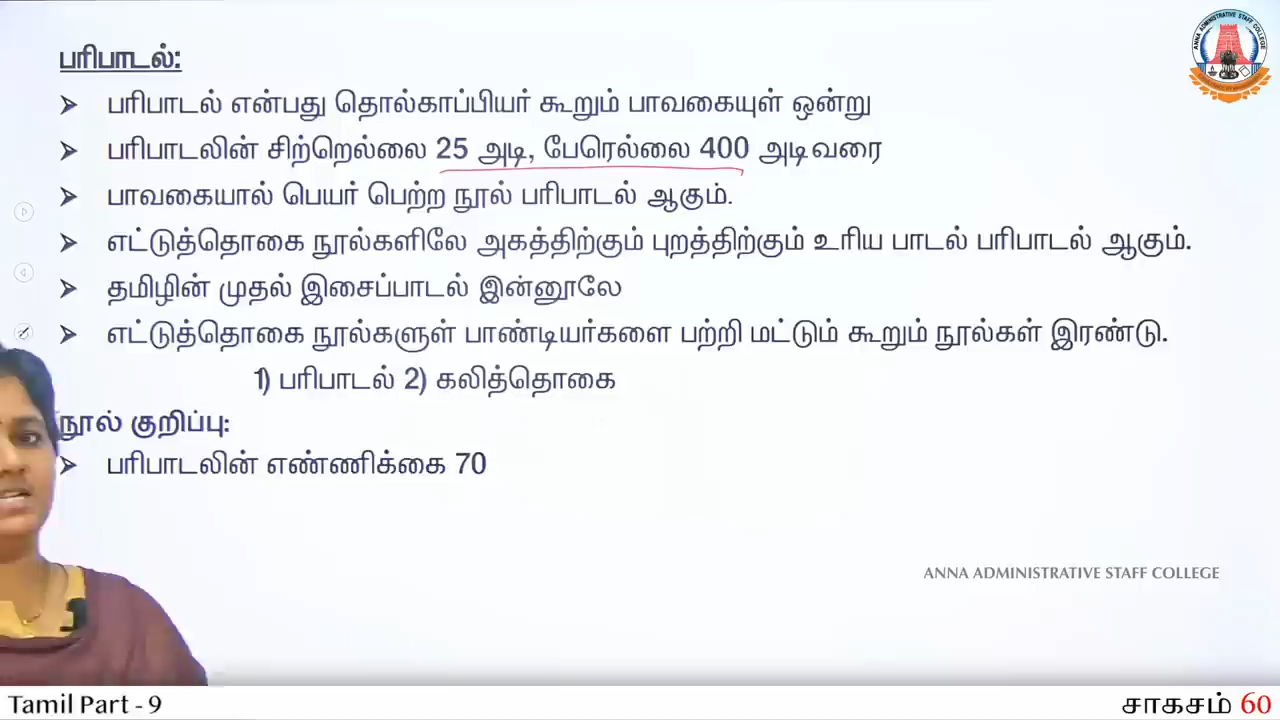 பரிபாடல்:
➤ பரிபாடல் என்பது தொல்காப்பியர் கூறும் பாவகையுள் ஒன்று
➤ பரிபாடலின் சிற்றெல்லை 25 அடி, பேரெல்லை 400 அடிவரை
➤ பாவகையால் பெயர் பெற்ற நூல் பரிபாடல் ஆகும்.
➤ எட்டுத்தொகை நூல்களிலே அகத்திற்கும் புறத்திற்கும் உரிய பாடல் பரிபாடல் ஆகும்.
➤ தமிழின் முதல் இசைப்பாடல் இன்னூலே
➤ எட்டுத்தொகை நூல்களுள் பாண்டியர்களை பற்றி மட்டும் கூறும் நூல்கள் இரண்டு.
1) பரிபாடல் 2) கலித்தொகை
நூல் குறிப்பு:
➤ பரிபாடலின் எண்ணிக்கை 70
ANNA ADMINISTRATIVE STAFF COLLEGE
Tamil Part - 9
சாகசம் 60